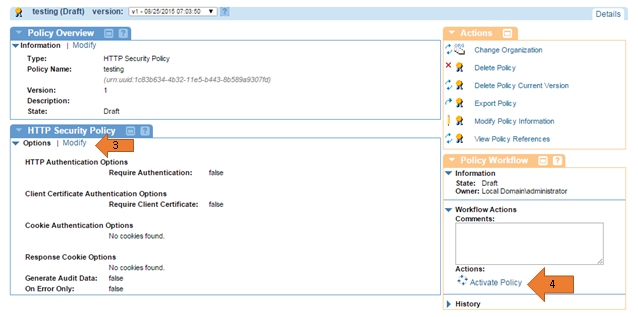 testing (Draft) version: v1 - 08/25/2015 07:03:50 ?
Details
Policy Overview ?
Information | Modify
Type: HTTP Security Policy
Policy Name: testing
(urn:uuid:1c83b634-4b32-11e5-b443-8b589a9307fd)
Version: 1
Description:
State: Draft
HTTP Security Policy ?
Options | Modify 3
HTTP Authentication Options
Require Authentication: false
Client Certificate Authentication Options
Require Client Certificate: false
Cookie Authentication Options
No cookies found.
Response Cookie Options
No cookies found.
Generate Audit Data: false
On Error Only: false
Actions ?
Change Organization
Delete Policy
Delete Policy Current Version
Export Policy
Modify Policy Information
View Policy References
Policy Workflow ?
Information
State: Draft
Owner: Local Domain\administrator
Workflow Actions
Comments:
Actions:
Activate Policy 4
History